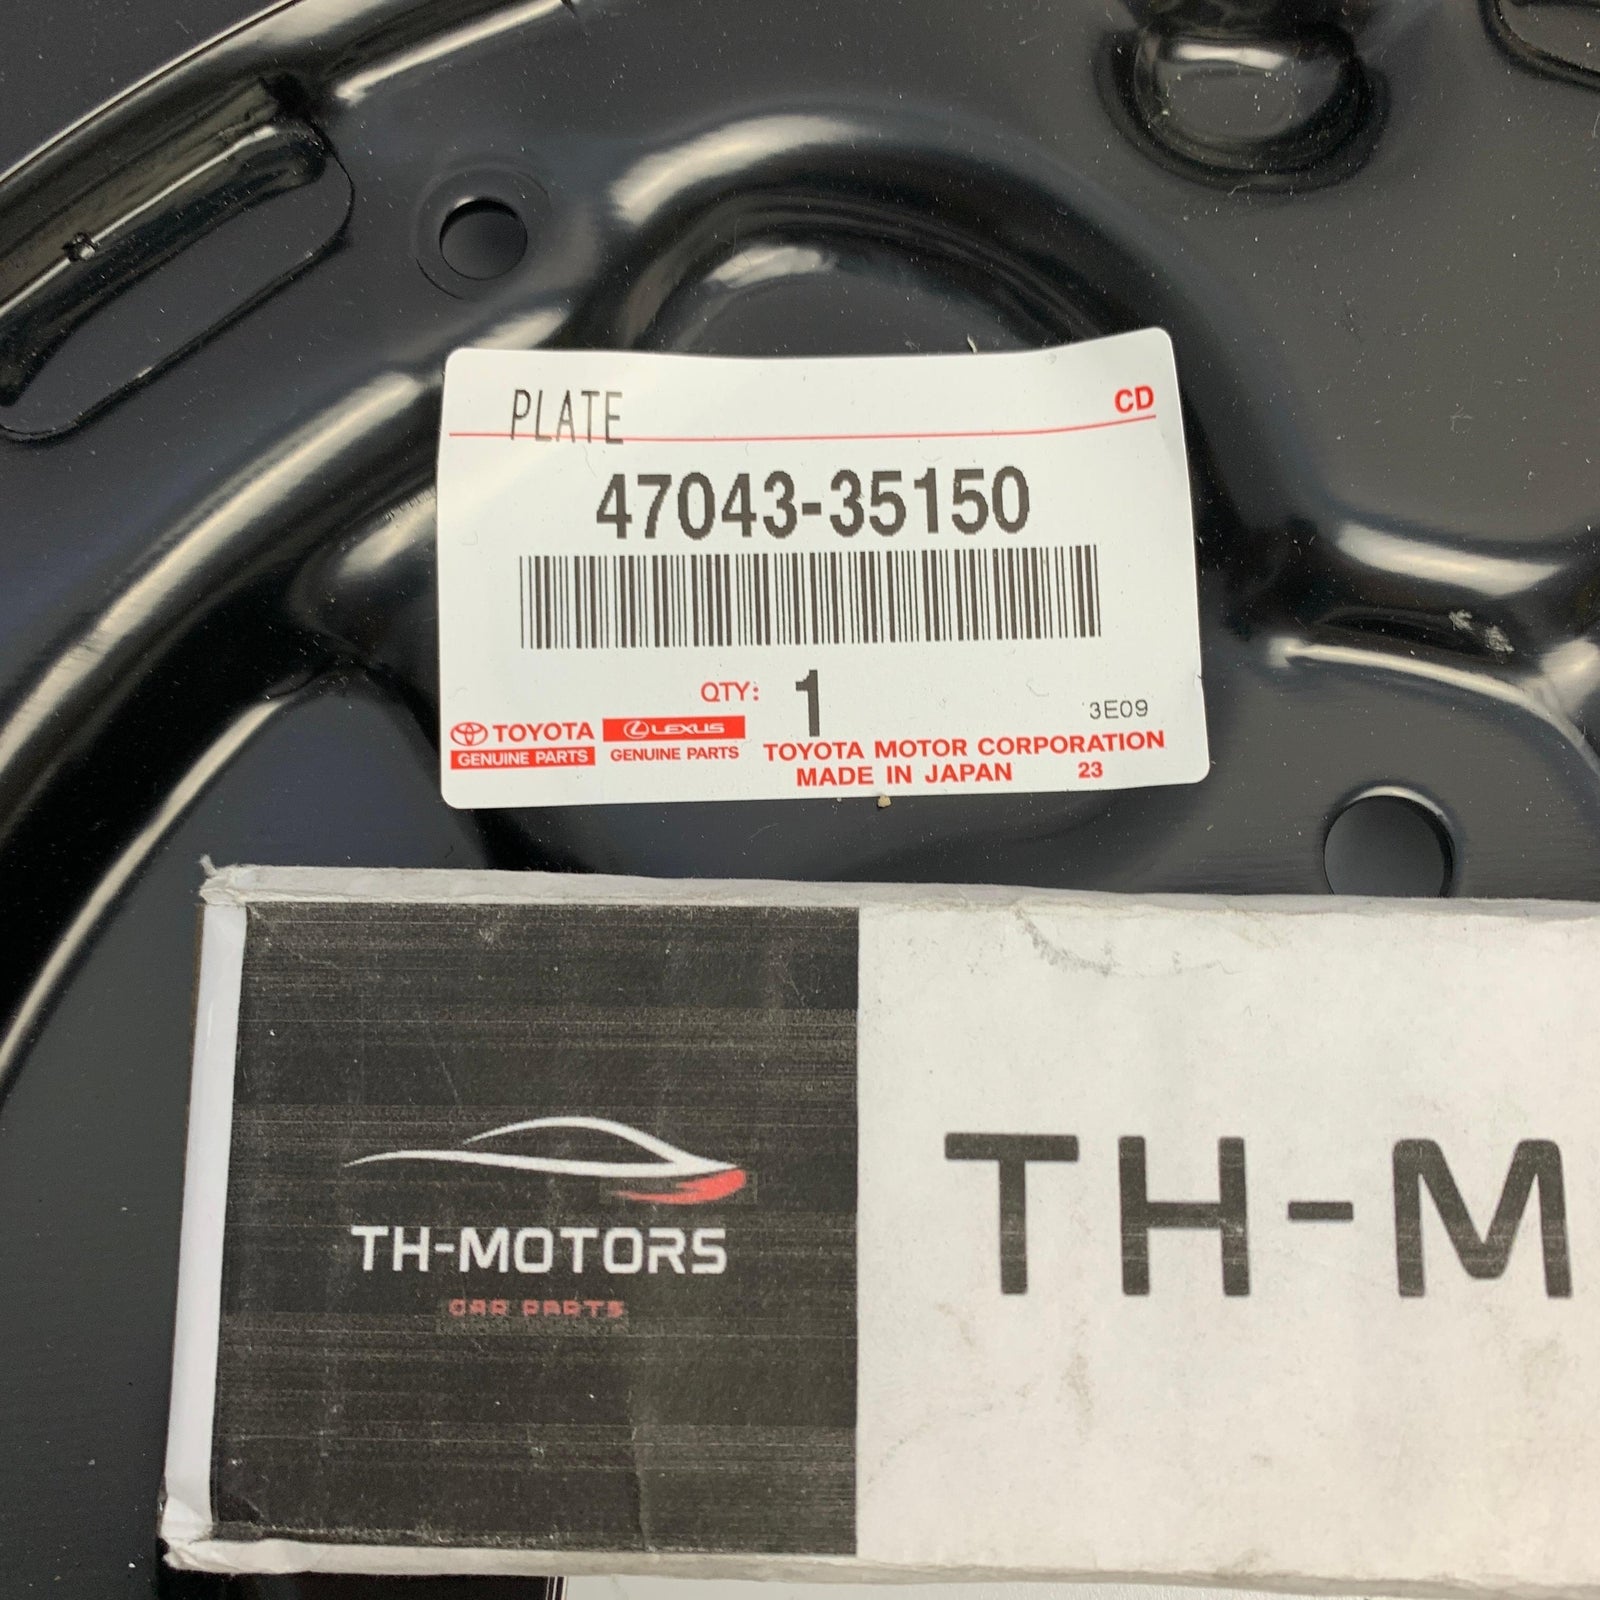 PLATE
CD
47043-35150
QTY: 1
3E09
TOYOTA LEXUS
GENUINE PARTS GENUINE PARTS
TOYOTA MOTOR CORPORATION
MADE IN JAPAN 23
TH-MOTORS
CAR PARTS
TH-M